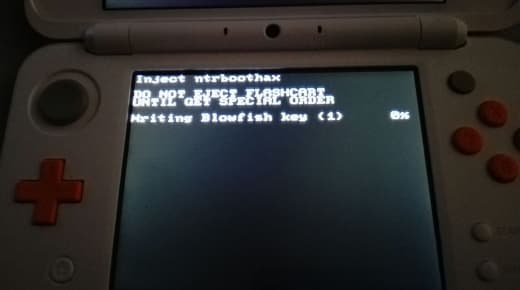 Inject ntrboothax
DO NOT EJECT FLASHCART
UNTIL GET SPECIAL ORDER
Writing Blowfish key (1) 0%